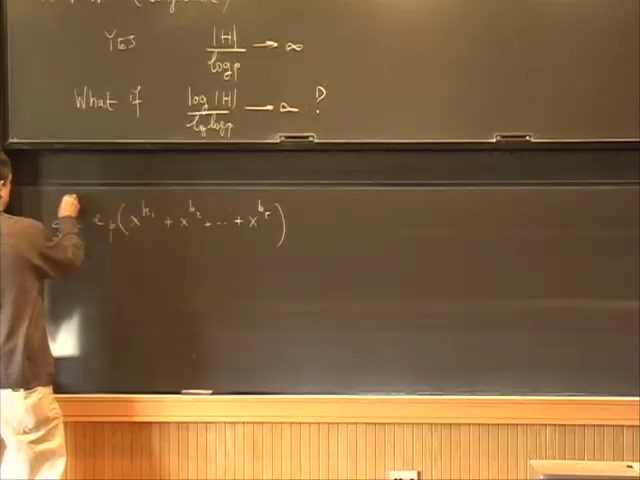 YES |H| / log p → ∞
What if log |H| / log log p → ∞ ?
e_p(x^{k_1} + x^{k_2} + ... + x^{k_r})